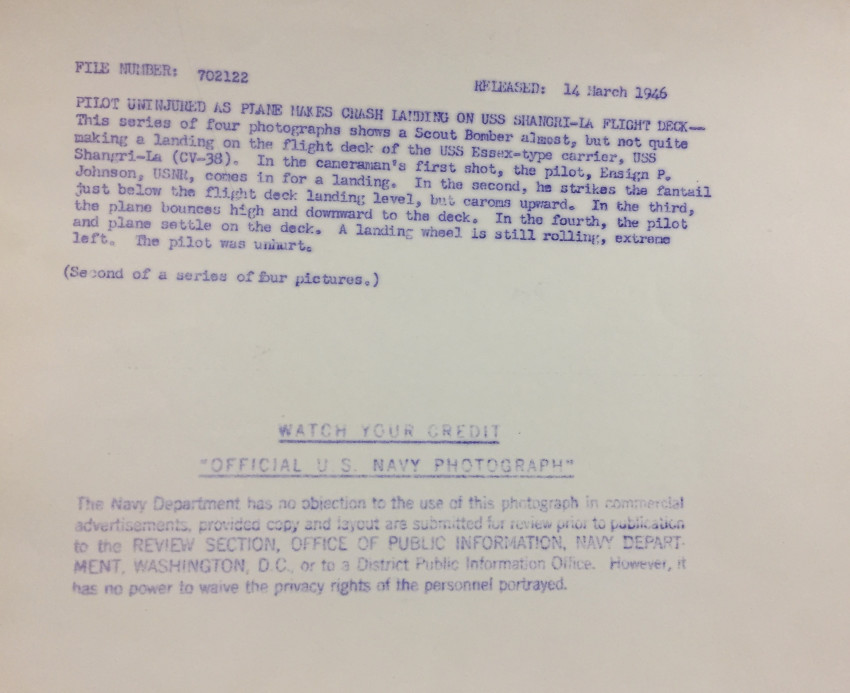 FILE NUMBER: 702122
RELEASED: 14 March 1946
PILOT UNINJURED AS PLANE MAKES CRASH LANDING ON USS SHANGRI-LA FLIGHT DECK--
This series of four photographs shows a Scout Bomber almost, but not quite
making a landing on the flight deck of the USS Essex-type carrier, USS
Shangri-La (CV-38). In the cameraman's first shot, the pilot, Ensign P.
Johnson, USNR, comes in for a landing. In the second, he strikes the fantail
just below the flight deck landing level, but caroms upward. In the third,
the plane bounces high and downward to the deck. In the fourth, the pilot
and plane settle on the deck. A landing wheel is still rolling, extreme
left. The pilot was unhurt.
(Second of a series of four pictures.)
WATCH YOUR CREDIT
"OFFICIAL U. S. NAVY PHOTOGRAPH"
The Navy Department has no objection to the use of this photograph in commercial
advertisements, provided copy and layout are submitted for review prior to publication
to the REVIEW SECTION, OFFICE OF PUBLIC INFORMATION, NAVY DEPART-
MENT, WASHINGTON, D.C., or to a District Public Information Office. However, it
has no power to waive the privacy rights of the personnel portrayed.